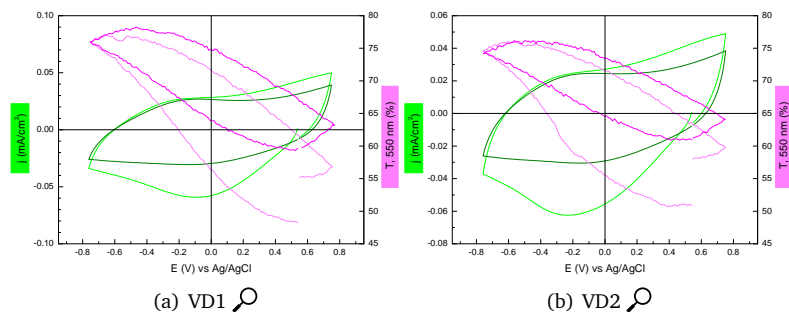 0.10
0.05
0.00
-0.05
-0.10
j (mA/cm²)
80
75
70
65
60
55
50
45
T, 550 nm (%)
-0.8 -0.6 -0.4 -0.2 0.0 0.2 0.4 0.6 0.8
E (V) vs Ag/AgCl
(a) VD1
0.06
0.04
0.02
0.00
-0.02
-0.04
-0.06
-0.08
j (mA/cm²)
80
75
70
65
60
55
50
45
T, 550 nm (%)
-0.8 -0.6 -0.4 -0.2 0.0 0.2 0.4 0.6 0.8
E (V) vs Ag/AgCl
(b) VD2